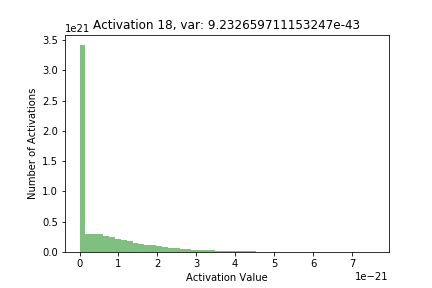 Activation 18, var: 9.232659711153247e-43
1e21
3.5
3.0
2.5
2.0
1.5
1.0
0.5
0.0
Number of Activations
0 1 2 3 4 5 6 7
1e−21
Activation Value